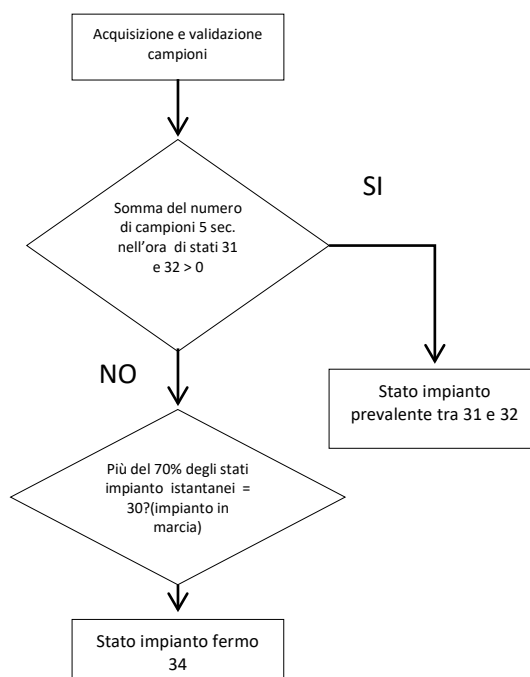 Acquisizione e validazione
campioni
Somma del numero
di campioni 5 sec.
nell'ora di stati 31
e 32 > 0
SI
NO
Stato impianto
prevalente tra 31 e 32
Più del 70% degli stati
impianto istantanei =
30?(impianto in
marcia)
Stato impianto fermo
34